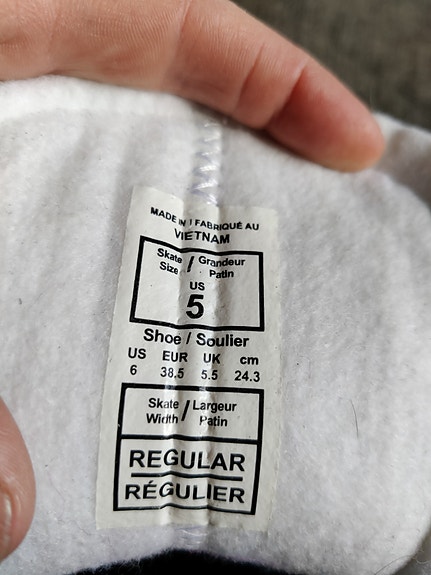 MADE IN / FABRIQUÉ AU
VIETNAM
Skate / Grandeur
Size Patin
US
5
Shoe / Soulier
US EUR UK cm
6 38.5 5.5 24.3
Skate / Largeur
Width Patin
REGULAR
RÉGULIER